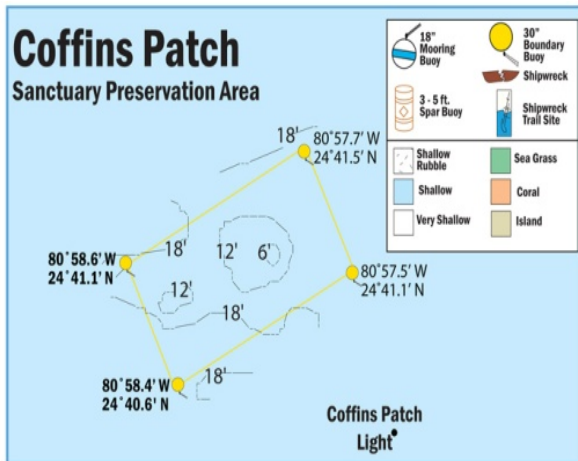 Coffins Patch
Sanctuary Preservation Area
18"
Mooring
Buoy
30"
Boundary
Buoy
3 - 5 ft.
Spar Buoy
Shipwreck
Shipwreck
Trail Site
Shallow
Rubble
Sea Grass
Shallow
Coral
Very Shallow
Island
18'
80°57.7' W
24°41.5' N
80°58.6' W
24°41.1' N
18'
12'
6'
80°57.5' W
24°41.1' N
12'
18'
80°58.4' W
24°40.6' N
18'
Coffins Patch
Light